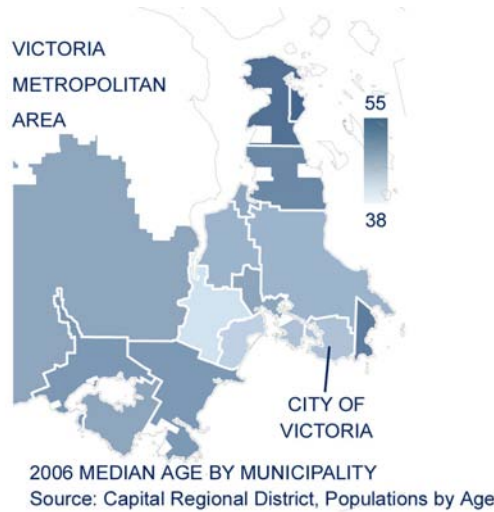 VICTORIA
METROPOLITAN
AREA
55
38
CITY OF
VICTORIA
2006 MEDIAN AGE BY MUNICIPALITY
Source: Capital Regional District, Populations by Age